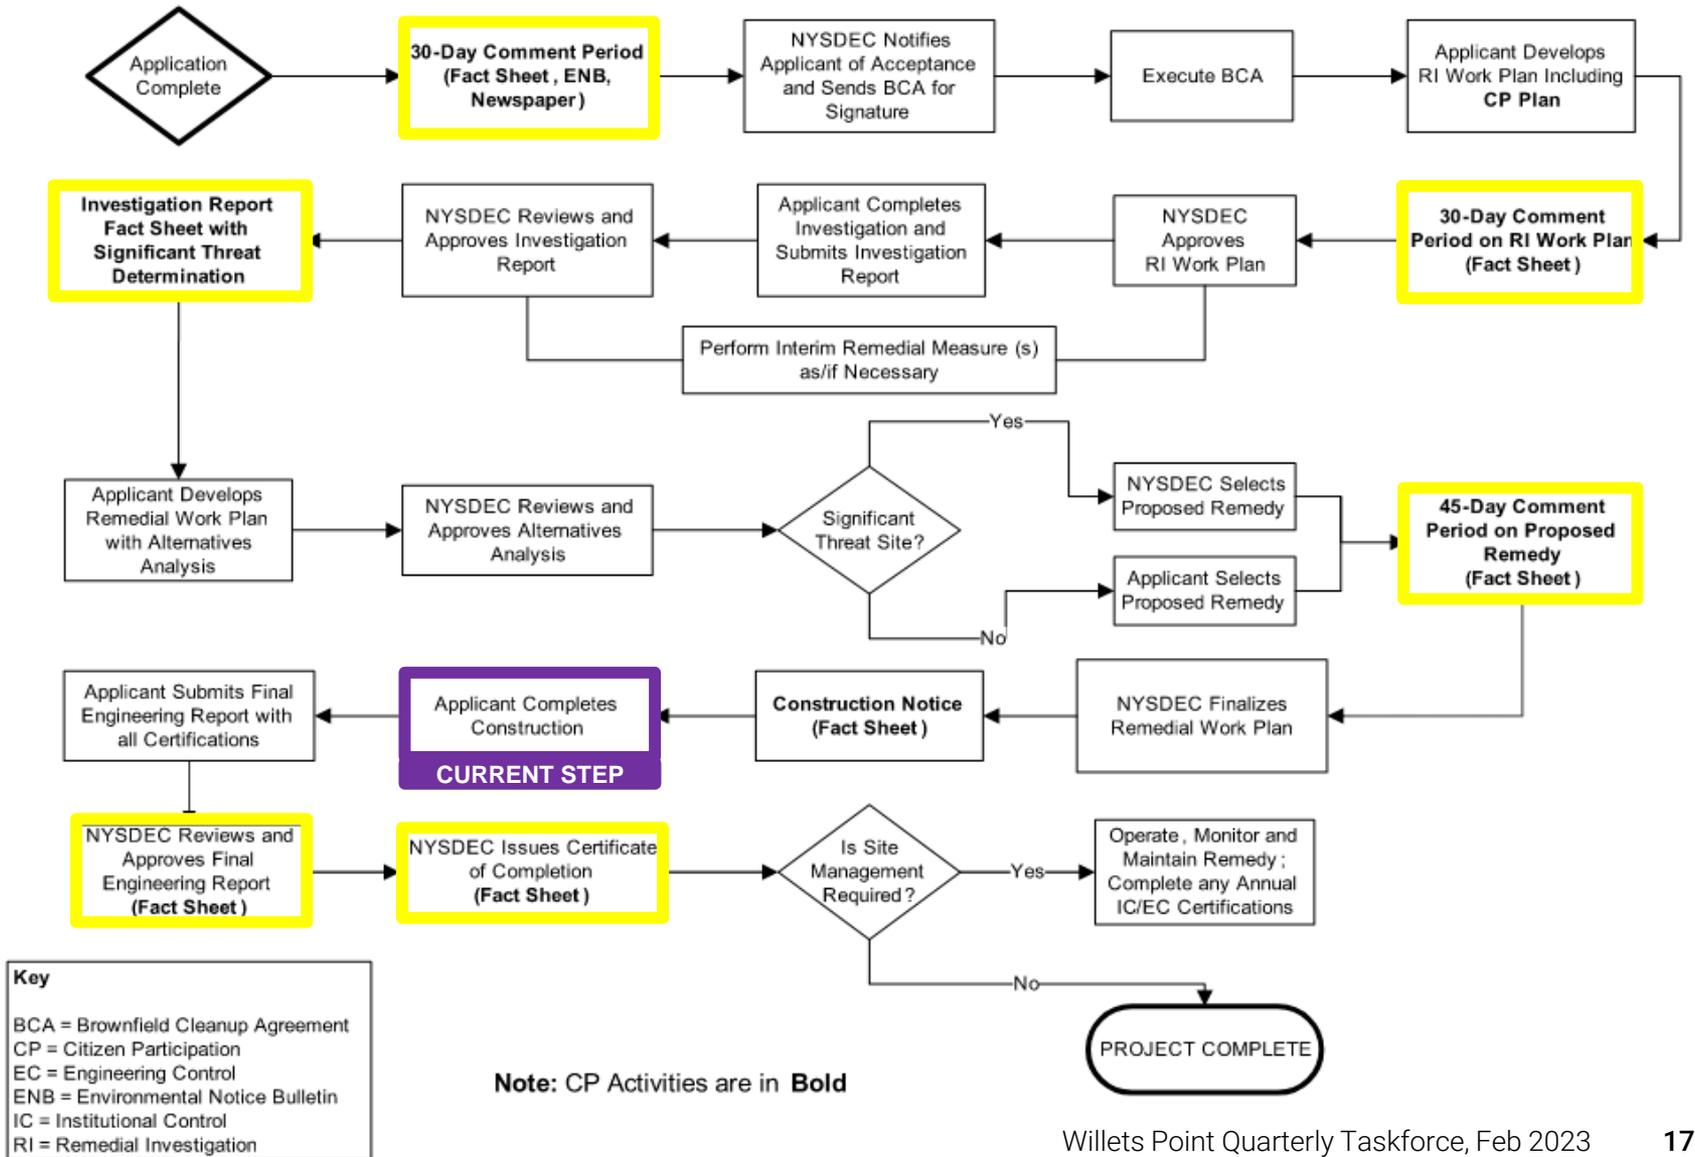 Application
Complete
30-Day Comment Period
(Fact Sheet , ENB,
Newspaper )
NYSDEC Notifies
Applicant of Acceptance
and Sends BCA for
Signature
Execute BCA
Applicant Develops
RI Work Plan Including
CP Plan
Investigation Report
Fact Sheet with
Significant Threat
Determination
NYSDEC Reviews and
Approves Investigation
Report
Applicant Completes
Investigation and
Submits Investigation
Report
NYSDEC
Approves
RI Work Plan
30-Day Comment
Period on RI Work Plan
(Fact Sheet )
Perform Interim Remedial Measure (s)
as/if Necessary
Applicant Develops
Remedial Work Plan
with Alternatives
Analysis
NYSDEC Reviews and
Approves Alternatives
Analysis
Significant
Threat Site?
Yes
No
NYSDEC Selects
Proposed Remedy
Applicant Selects
Proposed Remedy
45-Day Comment
Period on Proposed
Remedy
(Fact Sheet )
Applicant Submits Final
Engineering Report with
all Certifications
Applicant Completes
Construction
CURRENT STEP
Construction Notice
(Fact Sheet )
NYSDEC Finalizes
Remedial Work Plan
NYSDEC Reviews and
Approves Final
Engineering Report
(Fact Sheet )
NYSDEC Issues Certificate
of Completion
(Fact Sheet )
Is Site
Management
Required ?
Yes
Operate , Monitor and
Maintain Remedy ;
Complete any Annual
IC/EC Certifications
No
PROJECT COMPLETE
Key
BCA = Brownfield Cleanup Agreement
CP = Citizen Participation
EC = Engineering Control
ENB = Environmental Notice Bulletin
IC = Institutional Control
RI = Remedial Investigation
Note: CP Activities are in Bold
Willets Point Quarterly Taskforce, Feb 2023 17